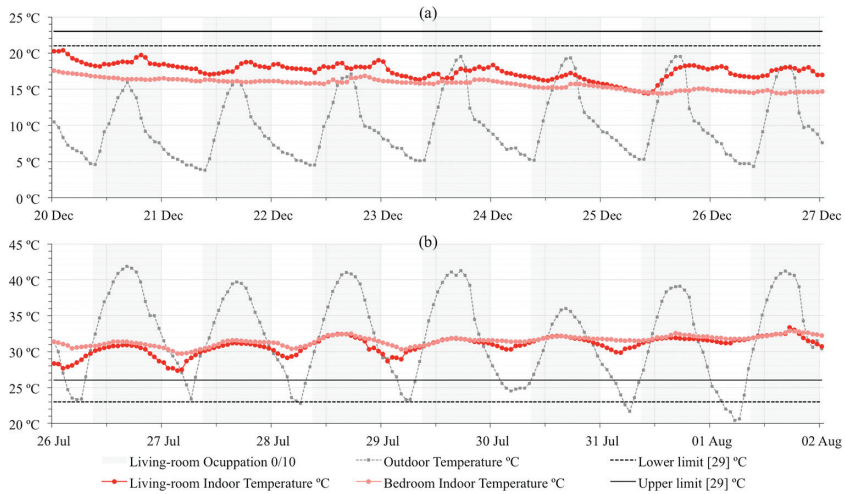 (a)
25 ºC
20 ºC
15 ºC
10 ºC
5 ºC
0 ºC
20 Dec 21 Dec 22 Dec 23 Dec 24 Dec 25 Dec 26 Dec 27 Dec
(b)
45 ºC
40 ºC
35 ºC
30 ºC
25 ºC
20 ºC
26 Jul 27 Jul 28 Jul 29 Jul 30 Jul 31 Jul 01 Aug 02 Aug
Living-room Ocuppation 0/10 Outdoor Temperature ºC Lower limit [29] ºC
Living-room Indoor Temperature ºC Bedroom Indoor Temperature ºC Upper limit [29] ºC